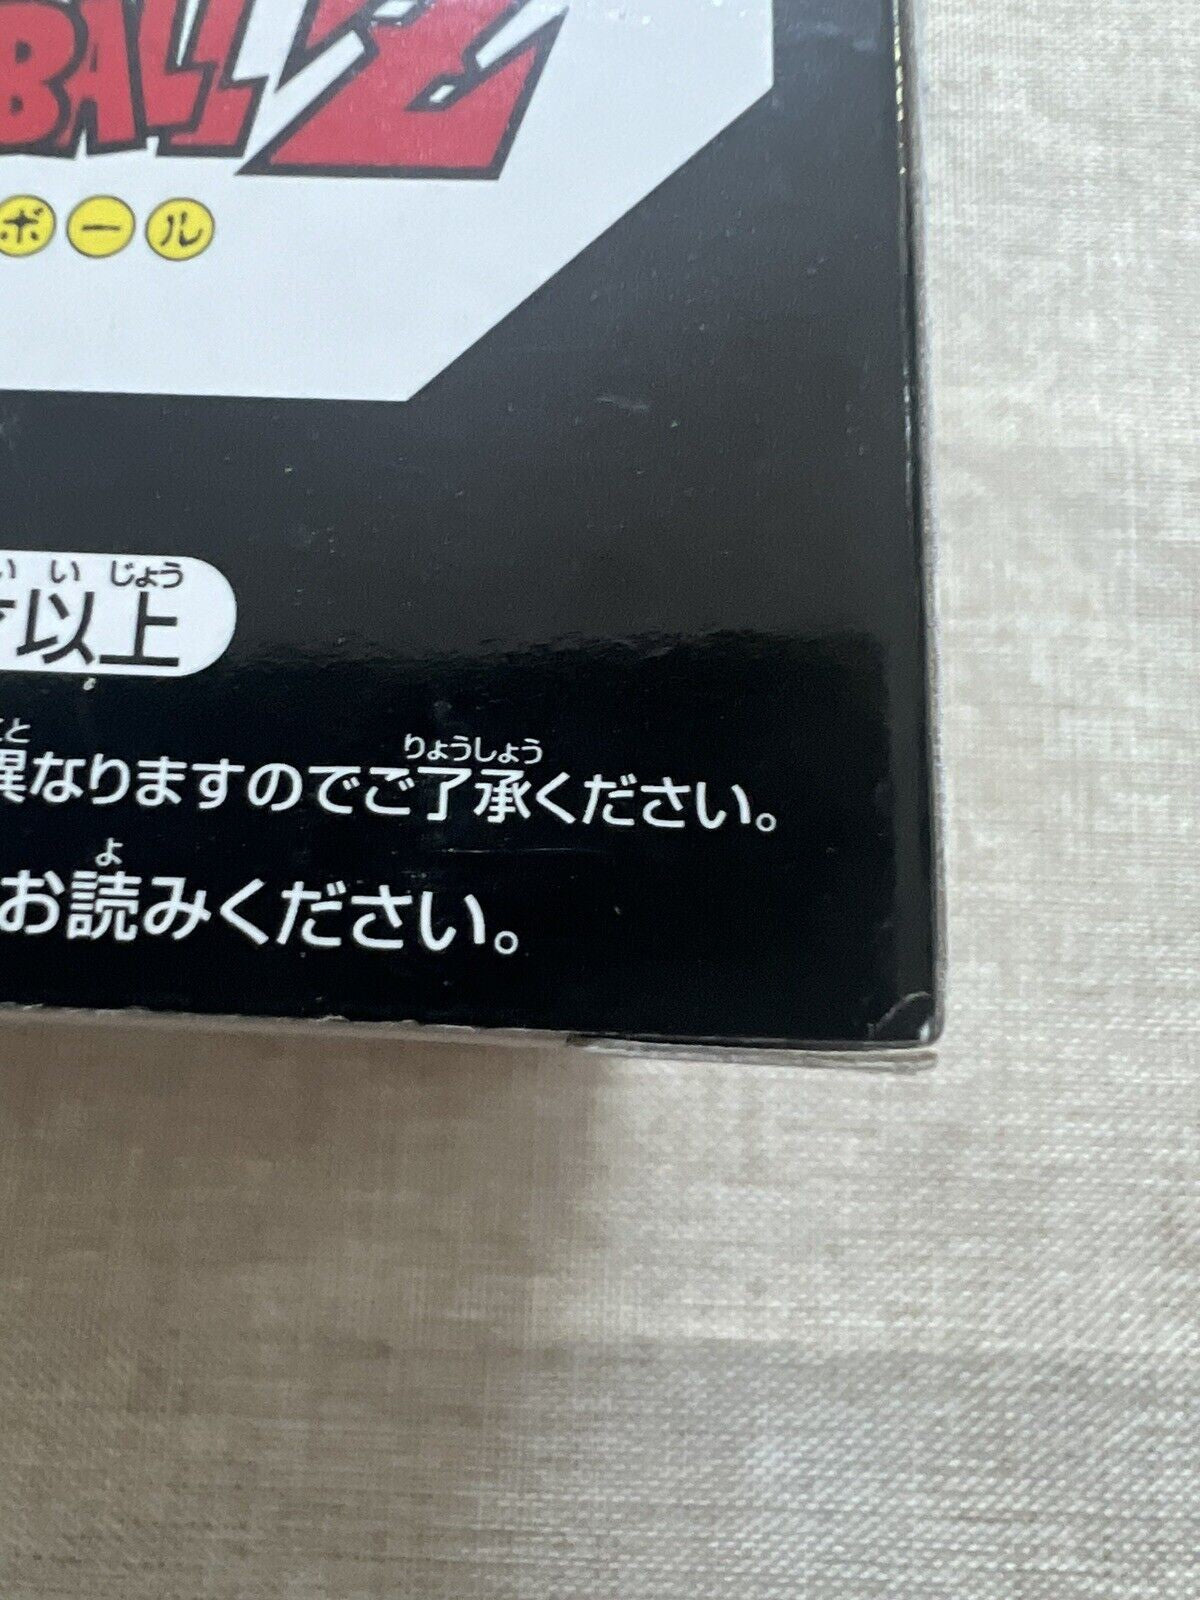 BALL Z
ボール
い い じょう
才以上
こと りょうしょう
異なりますのでご了承ください。
よ
お読みください。